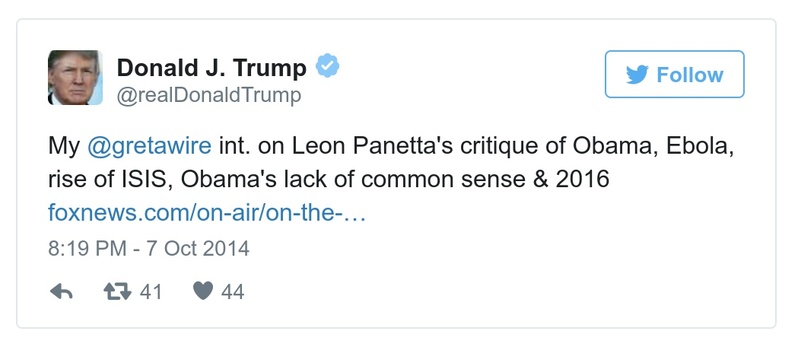 Donald J. Trump
@realDonaldTrump
Follow
My @gretawire int. on Leon Panetta's critique of Obama, Ebola,
rise of ISIS, Obama's lack of common sense & 2016
foxnews.com/on-air/on-the-…
8:19 PM - 7 Oct 2014
41 44